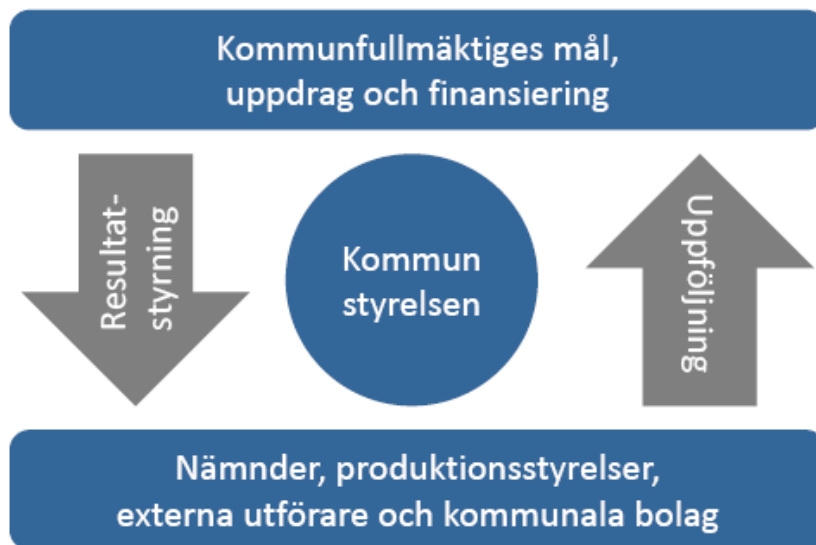 Kommunfullmäktiges mål,
uppdrag och finansiering
Resultat-
styrning
Kommun
styrelsen
Uppföljning
Nämnder, produktionsstyrelser,
externa utförare och kommunala bolag